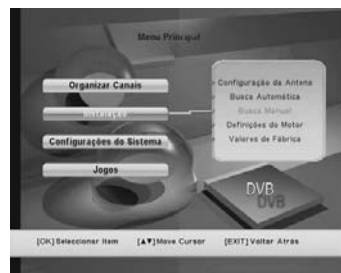 Menu Principal
Organizar Canais
Instalação
Configurações do Sistema
Jogos
Configuração da Antena
Busca Automática
Busca Manual
Definições do Motor
Valores de Fábrica
DVB
DVB
[OK]Seleccionar Item [▲▼]Move Cursor [EXIT]Voltar Atrás